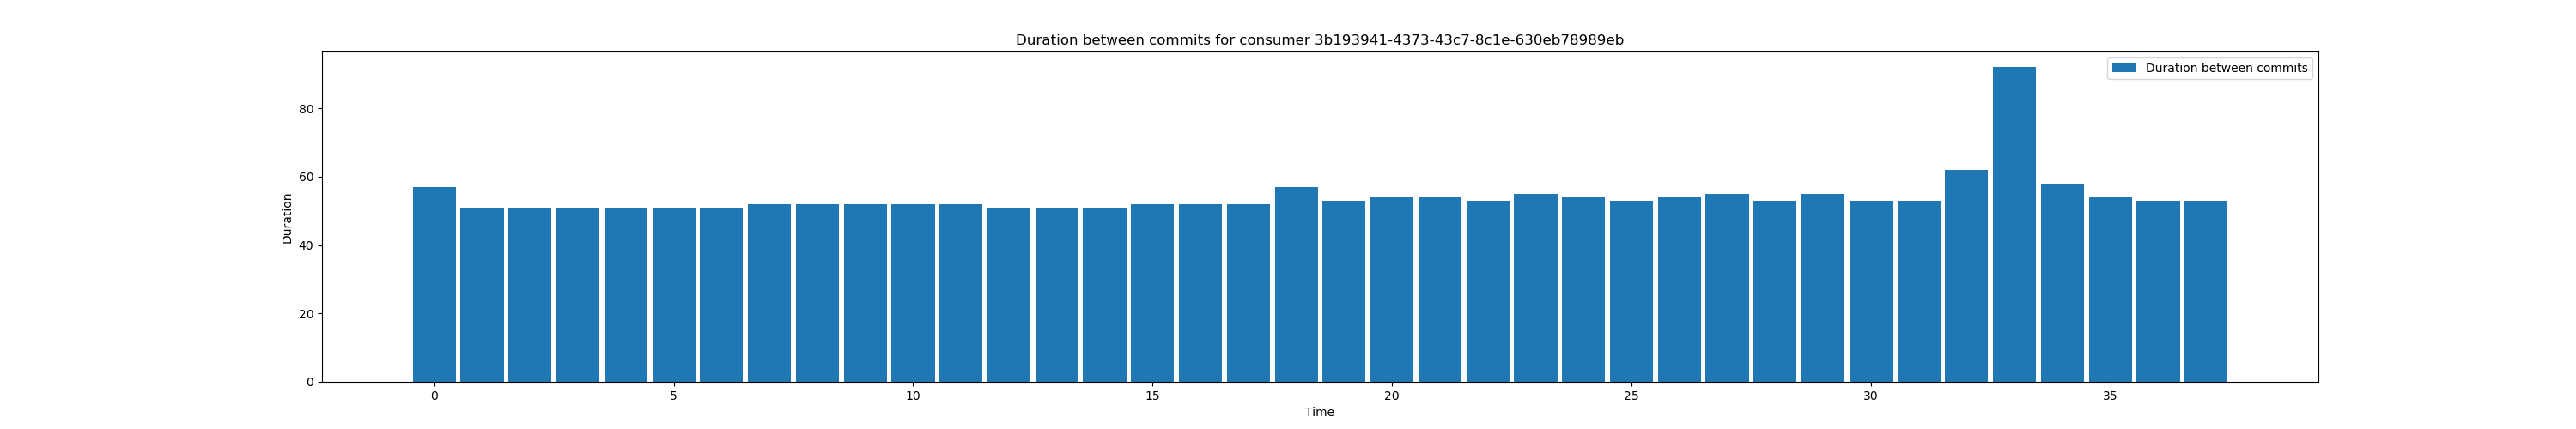 Duration between commits for consumer 3b193941-4373-43c7-8c1e-630eb78989eb
Duration between commits
80
60
40
20
0
Duration
0 5 10 15 20 25 30 35
Time